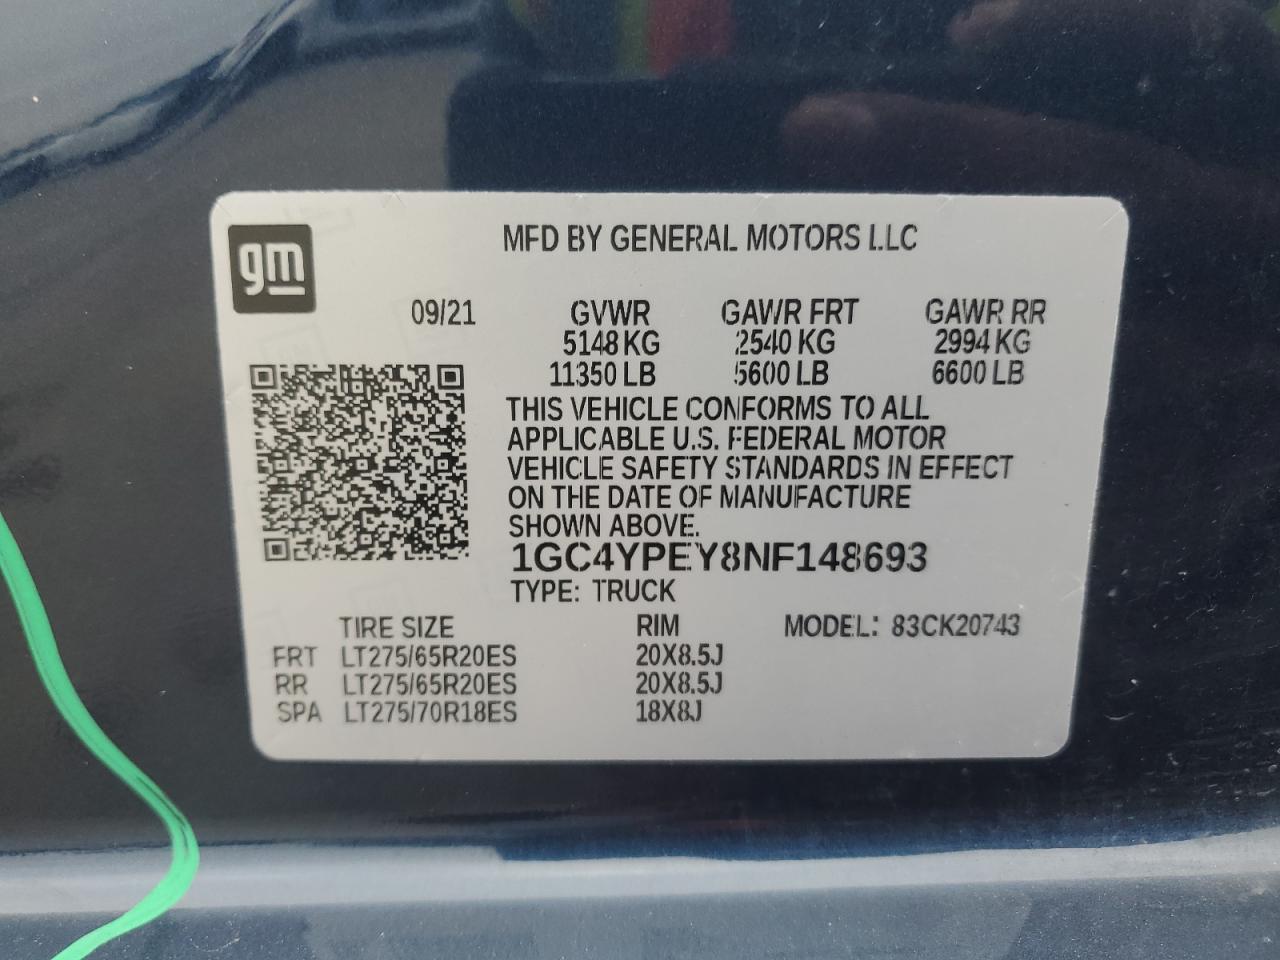 gm
MFD BY GENERAL MOTORS LLC
09/21 GVWR GAWR FRT GAWR RR
5148 KG 2540 KG 2994 KG
11350 LB 5600 LB 6600 LB
THIS VEHICLE CONFORMS TO ALL
APPLICABLE U.S. FEDERAL MOTOR
VEHICLE SAFETY STANDARDS IN EFFECT
ON THE DATE OF MANUFACTURE
SHOWN ABOVE.
1GC4YPEY8NF148693
TYPE: TRUCK
TIRE SIZE RIM MODEL: 83CK20743
FRT LT275/65R20ES 20X8.5J
RR LT275/65R20ES 20X8.5J
SPA LT275/70R18ES 18X8J